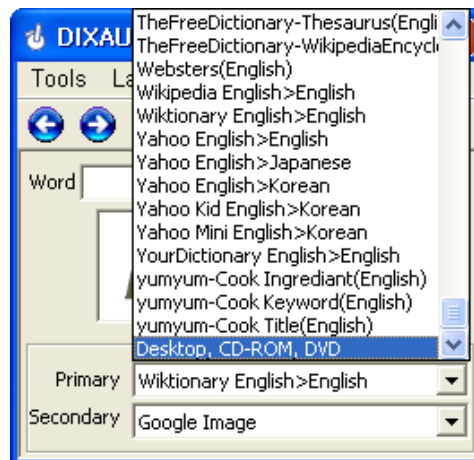 DIXAU
TheFreeDictionary-Thesaurus(Engli
TheFreeDictionary-WikipediaEncycl
Tools
Websters(English)
Wikipedia English>English
Wiktionary English>English
Yahoo English>English
Yahoo English>Japanese
Yahoo English>Korean
Word
Yahoo Kid English>Korean
Yahoo Mini English>Korean
YourDictionary English>English
yumyum-Cook Ingrediant(English)
yumyum-Cook Keyword(English)
yumyum-Cook Title(English)
Desktop, CD-ROM, DVD
Primary Wiktionary English>English
Secondary Google Image